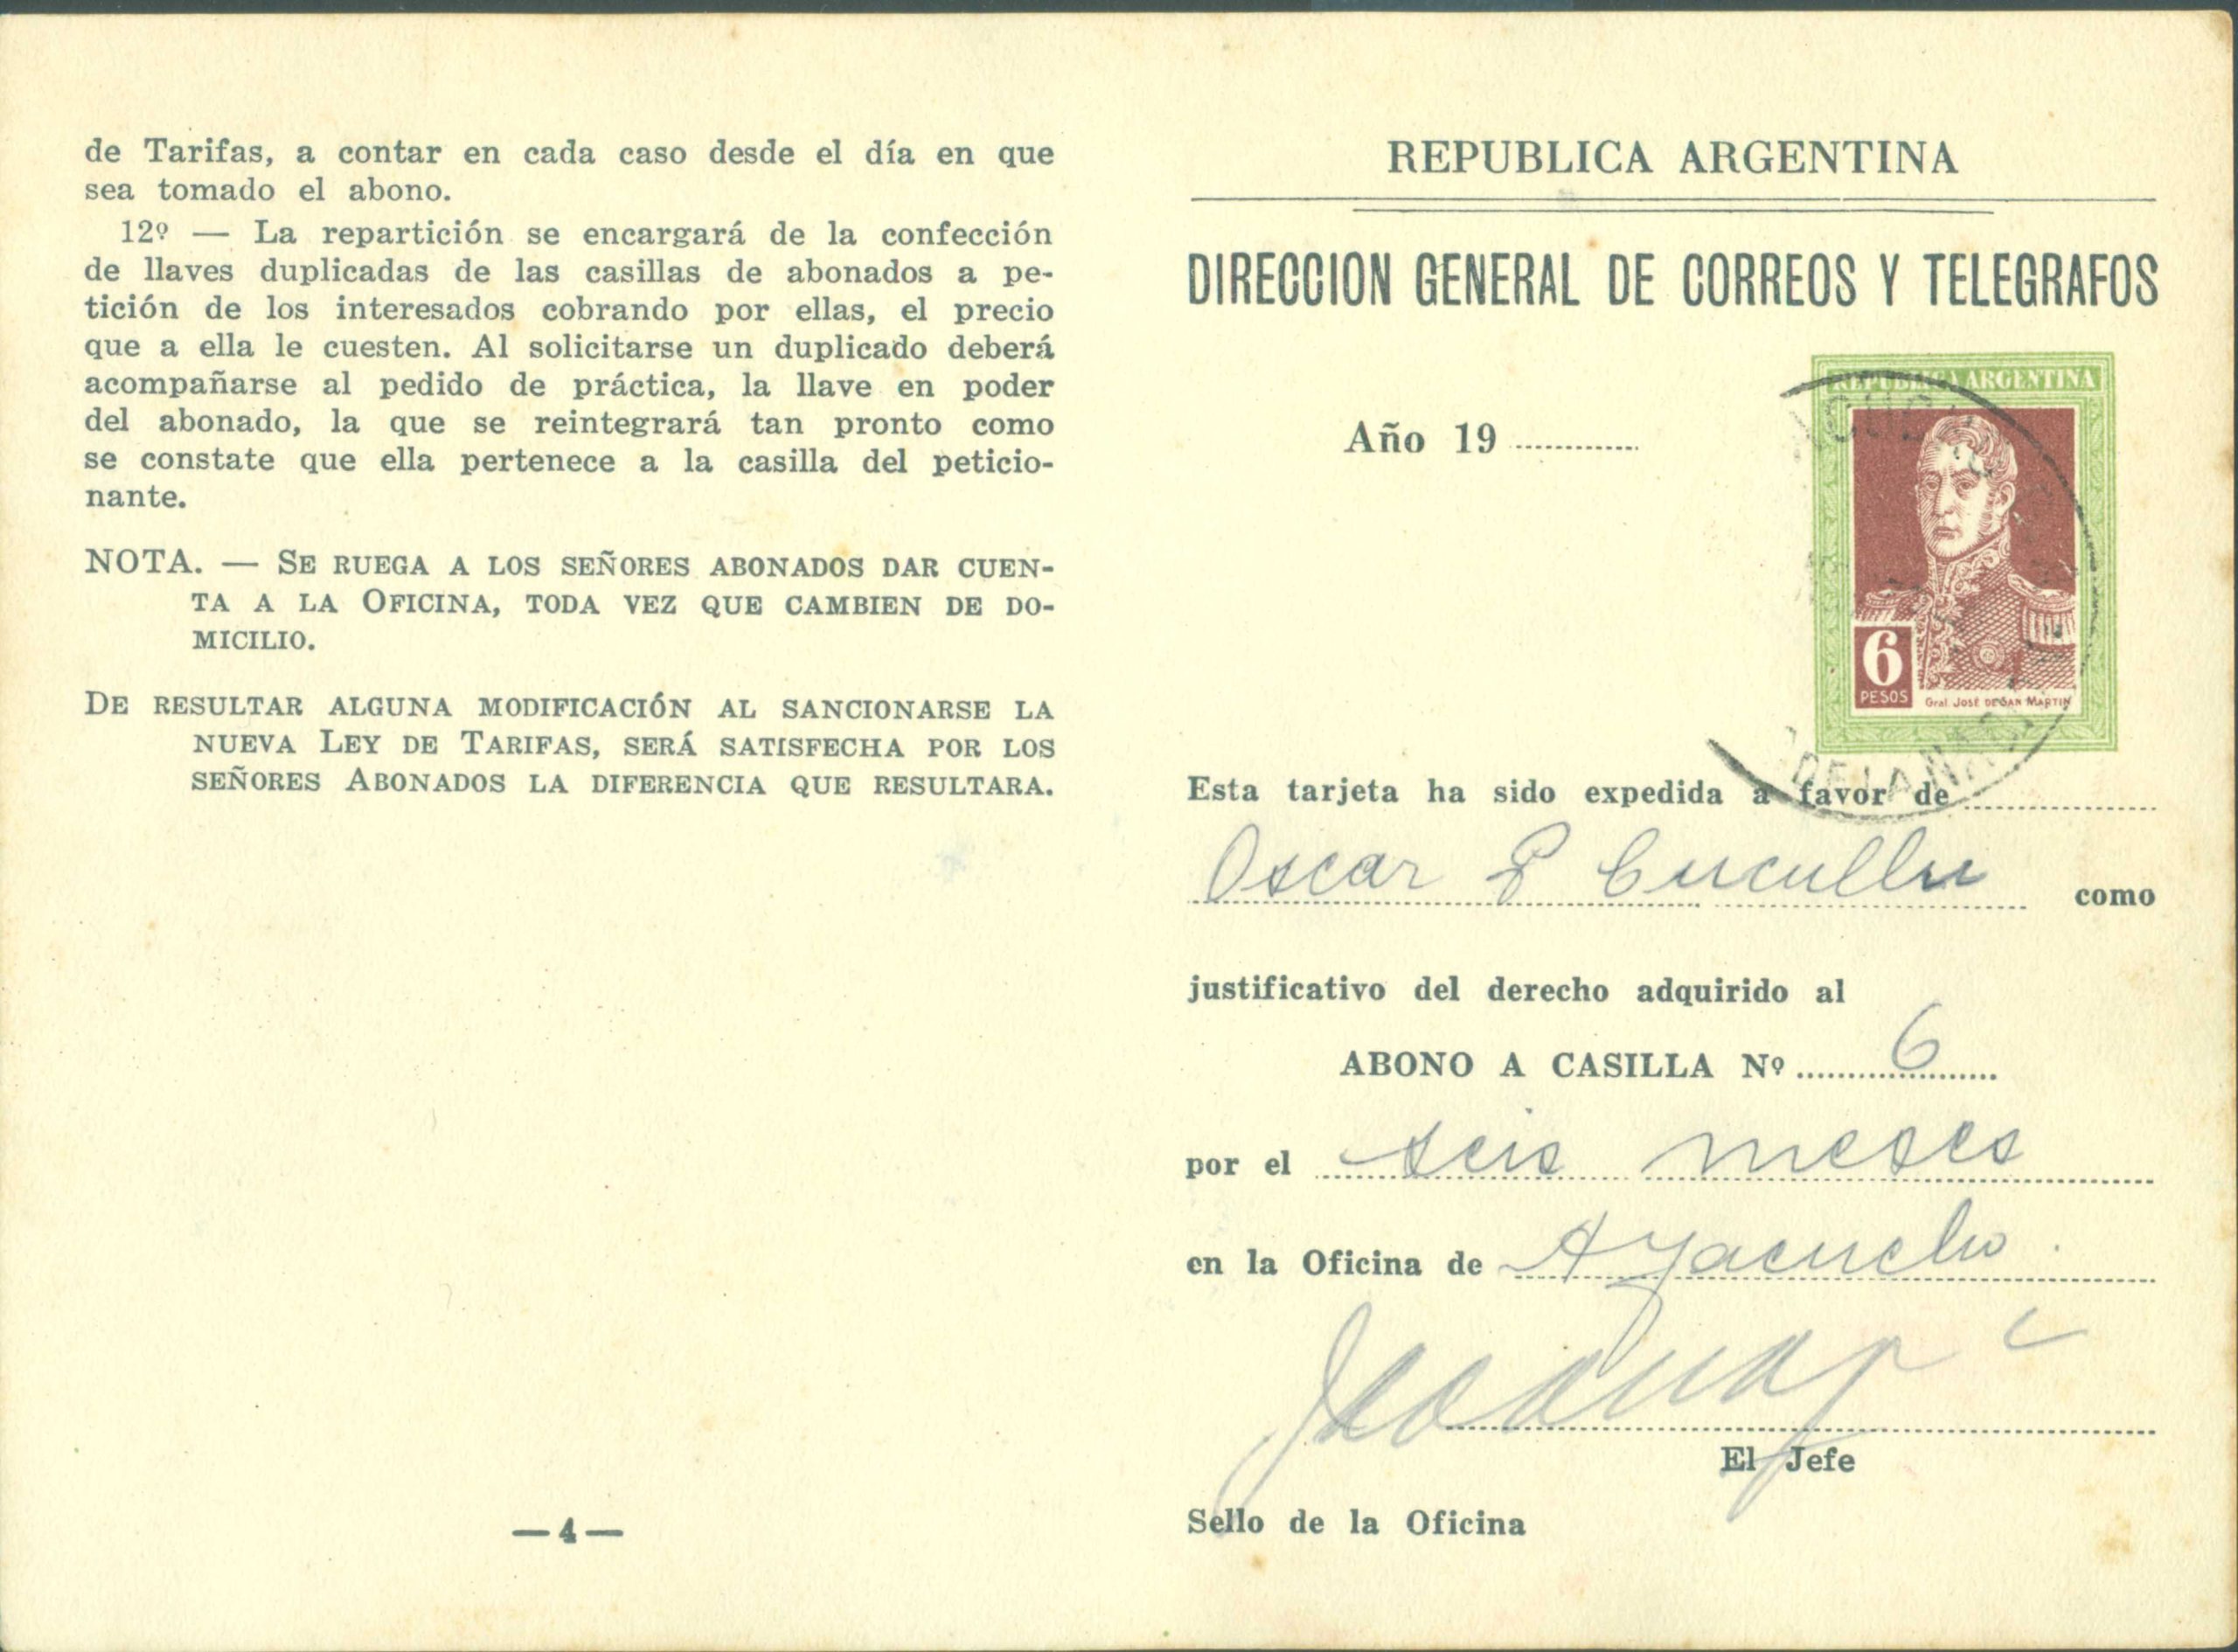 de Tarifas, a contar en cada caso desde el día en que
sea tomado el abono.
12º — La repartición se encargará de la confección
de llaves duplicadas de las casillas de abonados a pe-
tición de los interesados cobrando por ellas, el precio
que a ella le cuesten. Al solicitarse un duplicado deberá
acompañarse al pedido de práctica, la llave en poder
del abonado, la que se reintegrará tan pronto como
se constate que ella pertenece a la casilla del peticio-
nante.
NOTA. — SE RUEGA A LOS SEÑORES ABONADOS DAR CUEN-
TA A LA OFICINA, TODA VEZ QUE CAMBIEN DE DO-
MICILIO.
DE RESULTAR ALGUNA MODIFICACIÓN AL SANCIONARSE LA
NUEVA LEY DE TARIFAS, SERÁ SATISFECHA POR LOS
SEÑORES ABONADOS LA DIFERENCIA QUE RESULTARA.
— 4 —
REPUBLICA ARGENTINA
DIRECCION GENERAL DE CORREOS Y TELEGRAFOS
Año 19
REPUBLICA ARGENTINA
6
PESOS
Gral. JOSÉ DE SAN MARTIN
Esta tarjeta ha sido expedida a favor de
Oscar P Cucullu como
justificativo del derecho adquirido al
ABONO A CASILLA Nº 6
por el seis meses
en la Oficina de Ayacucho.
El Jefe
Sello de la Oficina